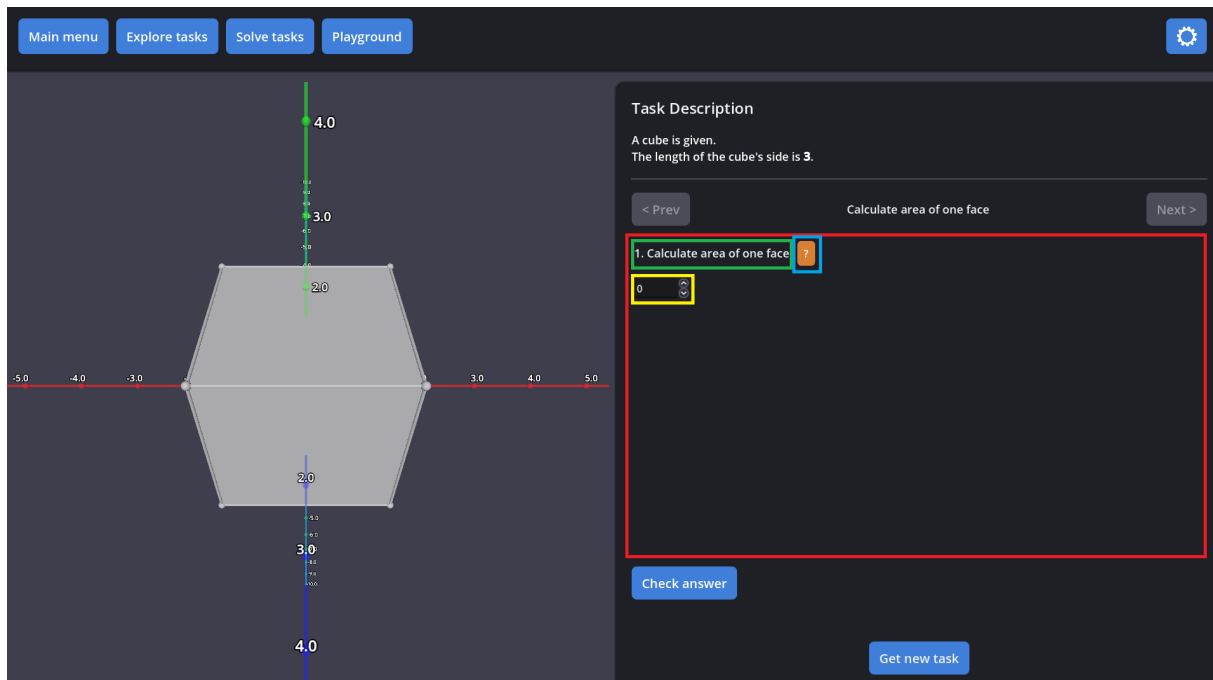 Main menu Explore tasks Solve tasks Playground
4.0
3.0
2.0
-5.0 -4.0 -3.0 3.0 4.0 5.0
2.0
3.0
4.0
Task Description
A cube is given.
The length of the cube's side is 3.
< Prev Calculate area of one face Next >
1. Calculate area of one face ?
0
Check answer
Get new task